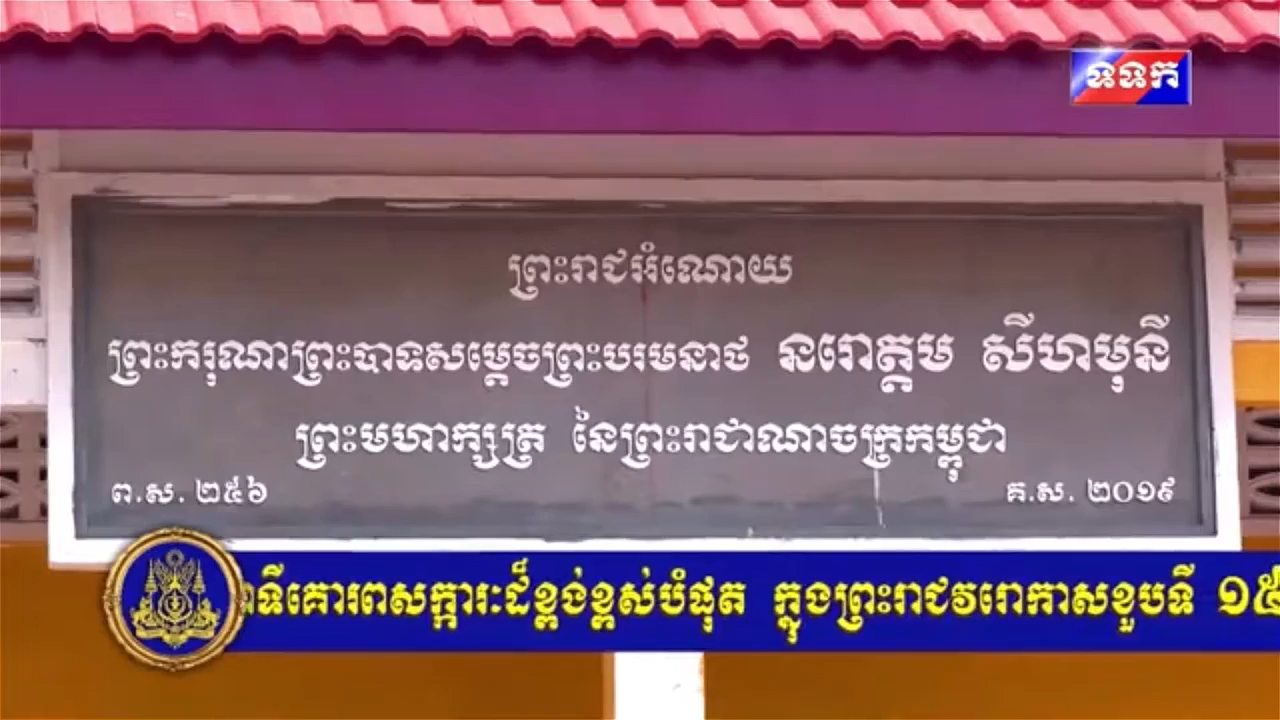 ទទក
ព្រះរាជអំណោយ
ព្រះករុណាព្រះបាទសម្តេចព្រះបរមនាថ នរោត្តម សីហមុនី
ព្រះមហាក្សត្រ នៃព្រះរាជាណាចក្រកម្ពុជា
ព.ស. ២៥៦ គ.ស. ២០១៩
ទីគោរពសក្ការៈដ៏ខ្ពង់ខ្ពស់បំផុត ក្នុងព្រះរាជវរោកាសខួបទី ១៥